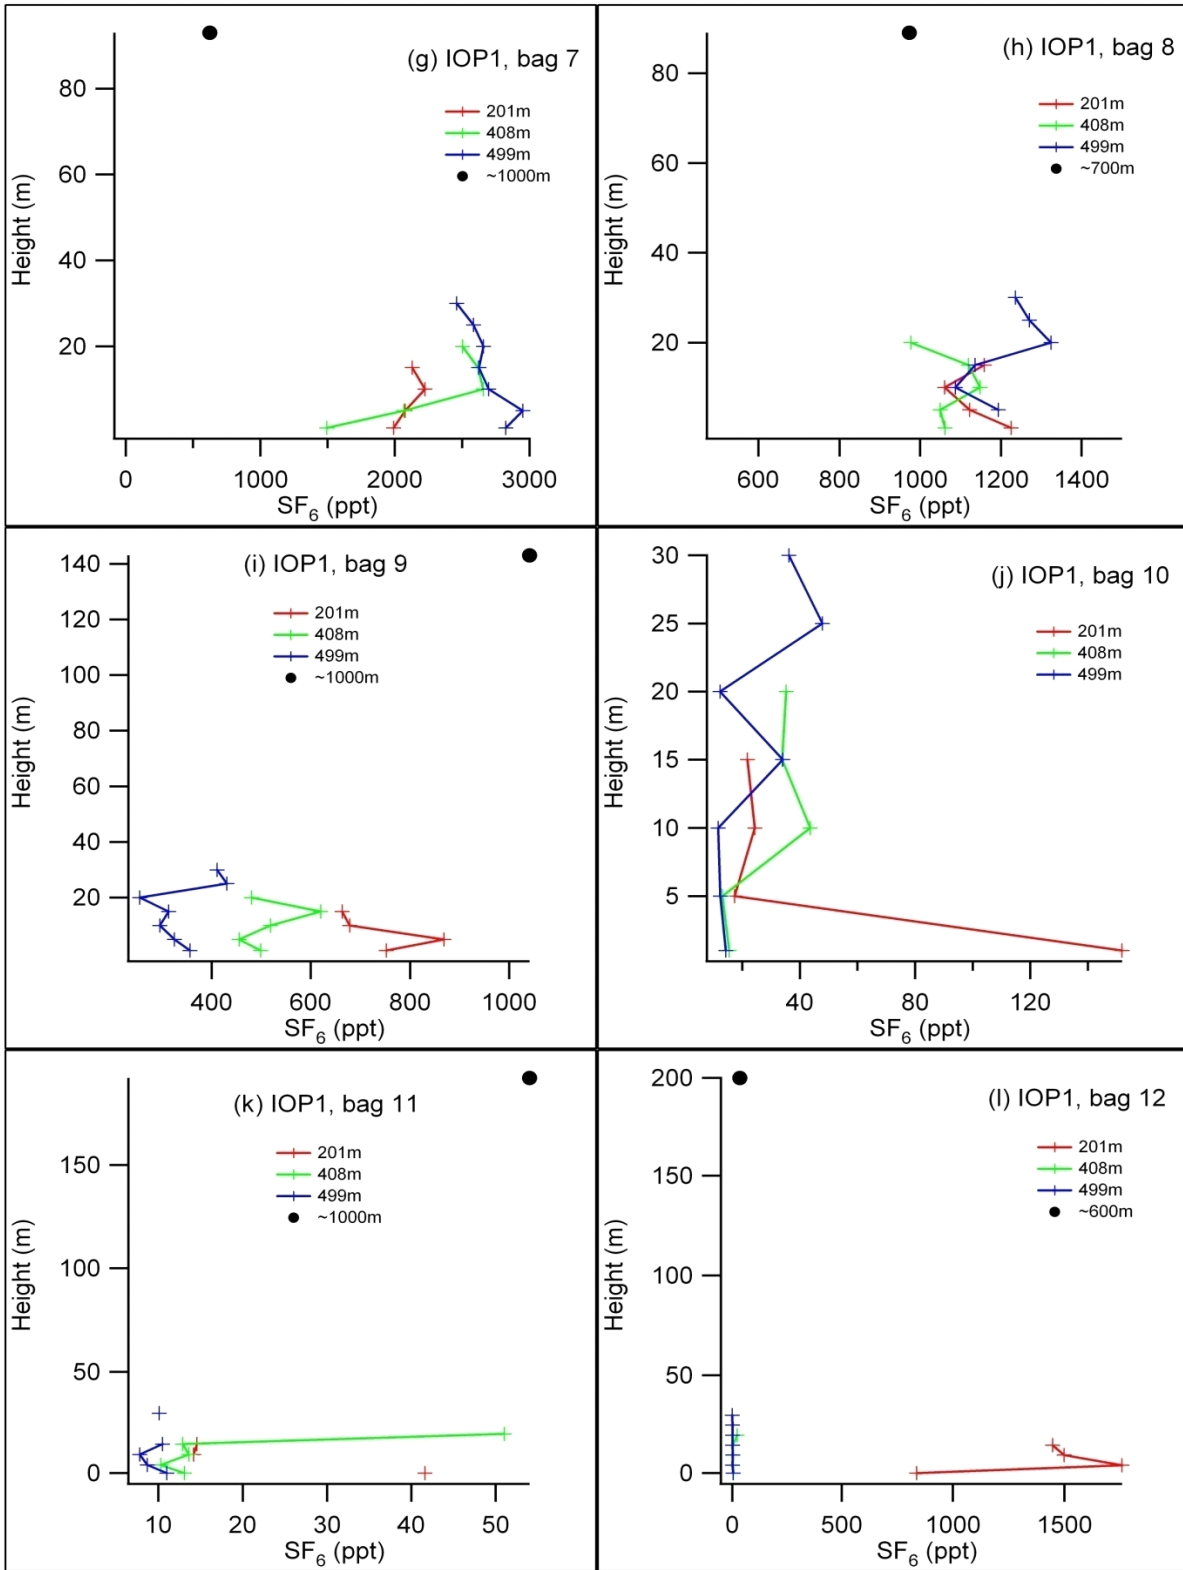 (g) IOP1, bag 7
201m
408m
499m
~1000m
80
60
40
20
Height (m)
0
1000
2000
3000
SF6 (ppt)
(h) IOP1, bag 8
201m
408m
499m
~700m
80
60
40
20
Height (m)
600
800
1000
1200
1400
SF6 (ppt)
(i) IOP1, bag 9
201m
408m
499m
~1000m
140
120
100
80
60
40
20
Height (m)
400
600
800
1000
SF6 (ppt)
(j) IOP1, bag 10
201m
408m
499m
30
25
20
15
10
5
Height (m)
40
80
120
SF6 (ppt)
(k) IOP1, bag 11
201m
408m
499m
~1000m
150
100
50
0
Height (m)
10
20
30
40
50
SF6 (ppt)
(l) IOP1, bag 12
201m
408m
499m
~600m
200
150
100
50
0
Height (m)
0
500
1000
1500
SF6 (ppt)